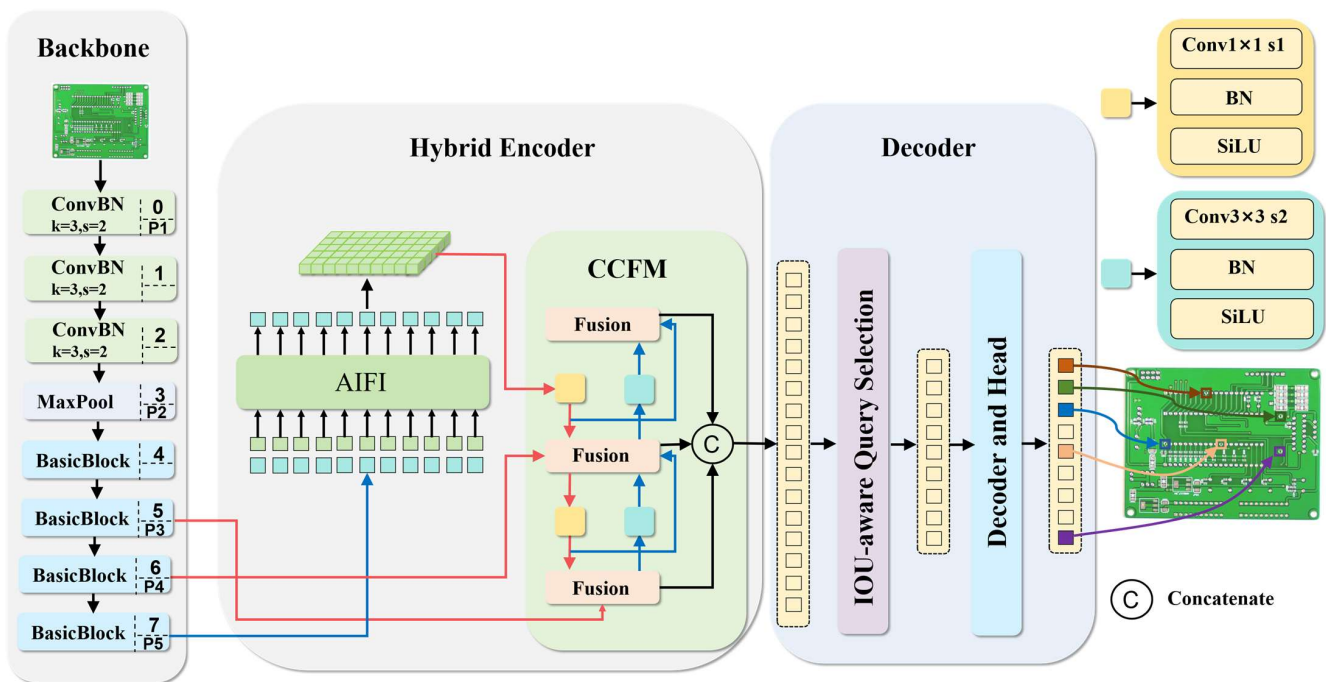 Backbone
ConvBN
k=3,s=2
0
P1
ConvBN
k=3,s=2
1
ConvBN
k=3,s=2
2
MaxPool
3
P2
BasicBlock
4
BasicBlock
5
P3
BasicBlock
6
P4
BasicBlock
7
P5
Hybrid Encoder
AIFI
CCFM
Fusion
Fusion
Fusion
C
Decoder
IOU-aware Query Selection
Decoder and Head
Conv1×1 s1
BN
SiLU
Conv3×3 s2
BN
SiLU
C Concatenate